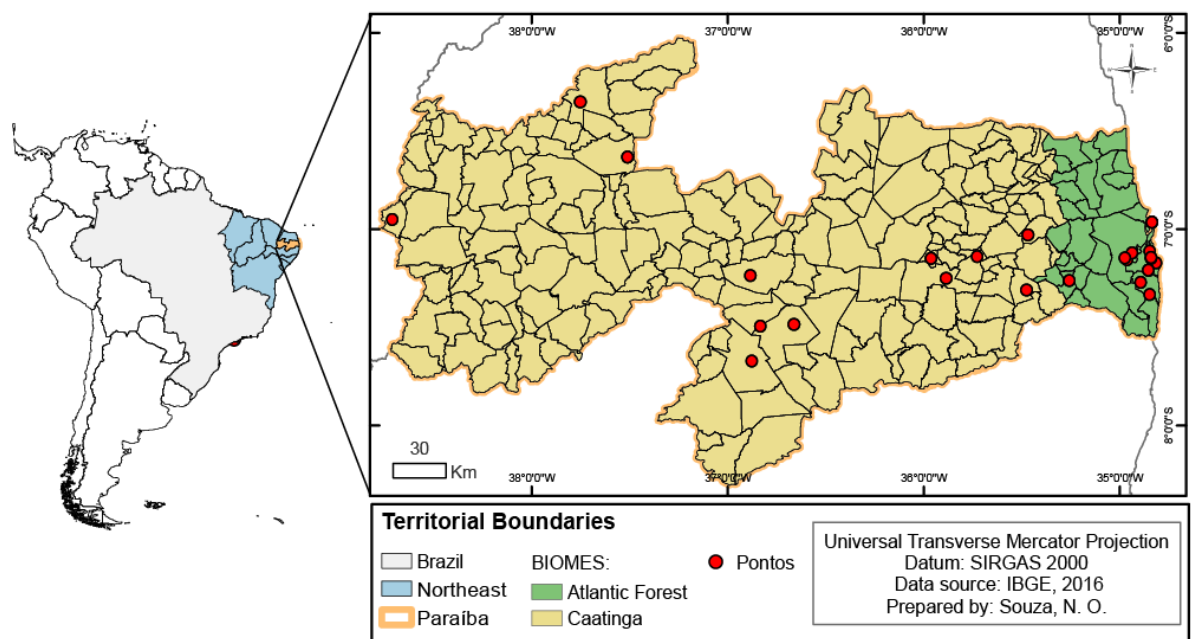 38°0'0"W 37°0'0"W 36°0'0"W 35°0'0"W
6°0'0"S
7°0'0"S
8°0'0"S
30
Km
38°0'0"W 37°0'0"W 36°0'0"W 35°0'0"W
Territorial Boundaries
Brazil
Northeast
Paraíba
BIOMES:
Atlantic Forest
Caatinga
Pontos
Universal Transverse Mercator Projection
Datum: SIRGAS 2000
Data source: IBGE, 2016
Prepared by: Souza, N. O.